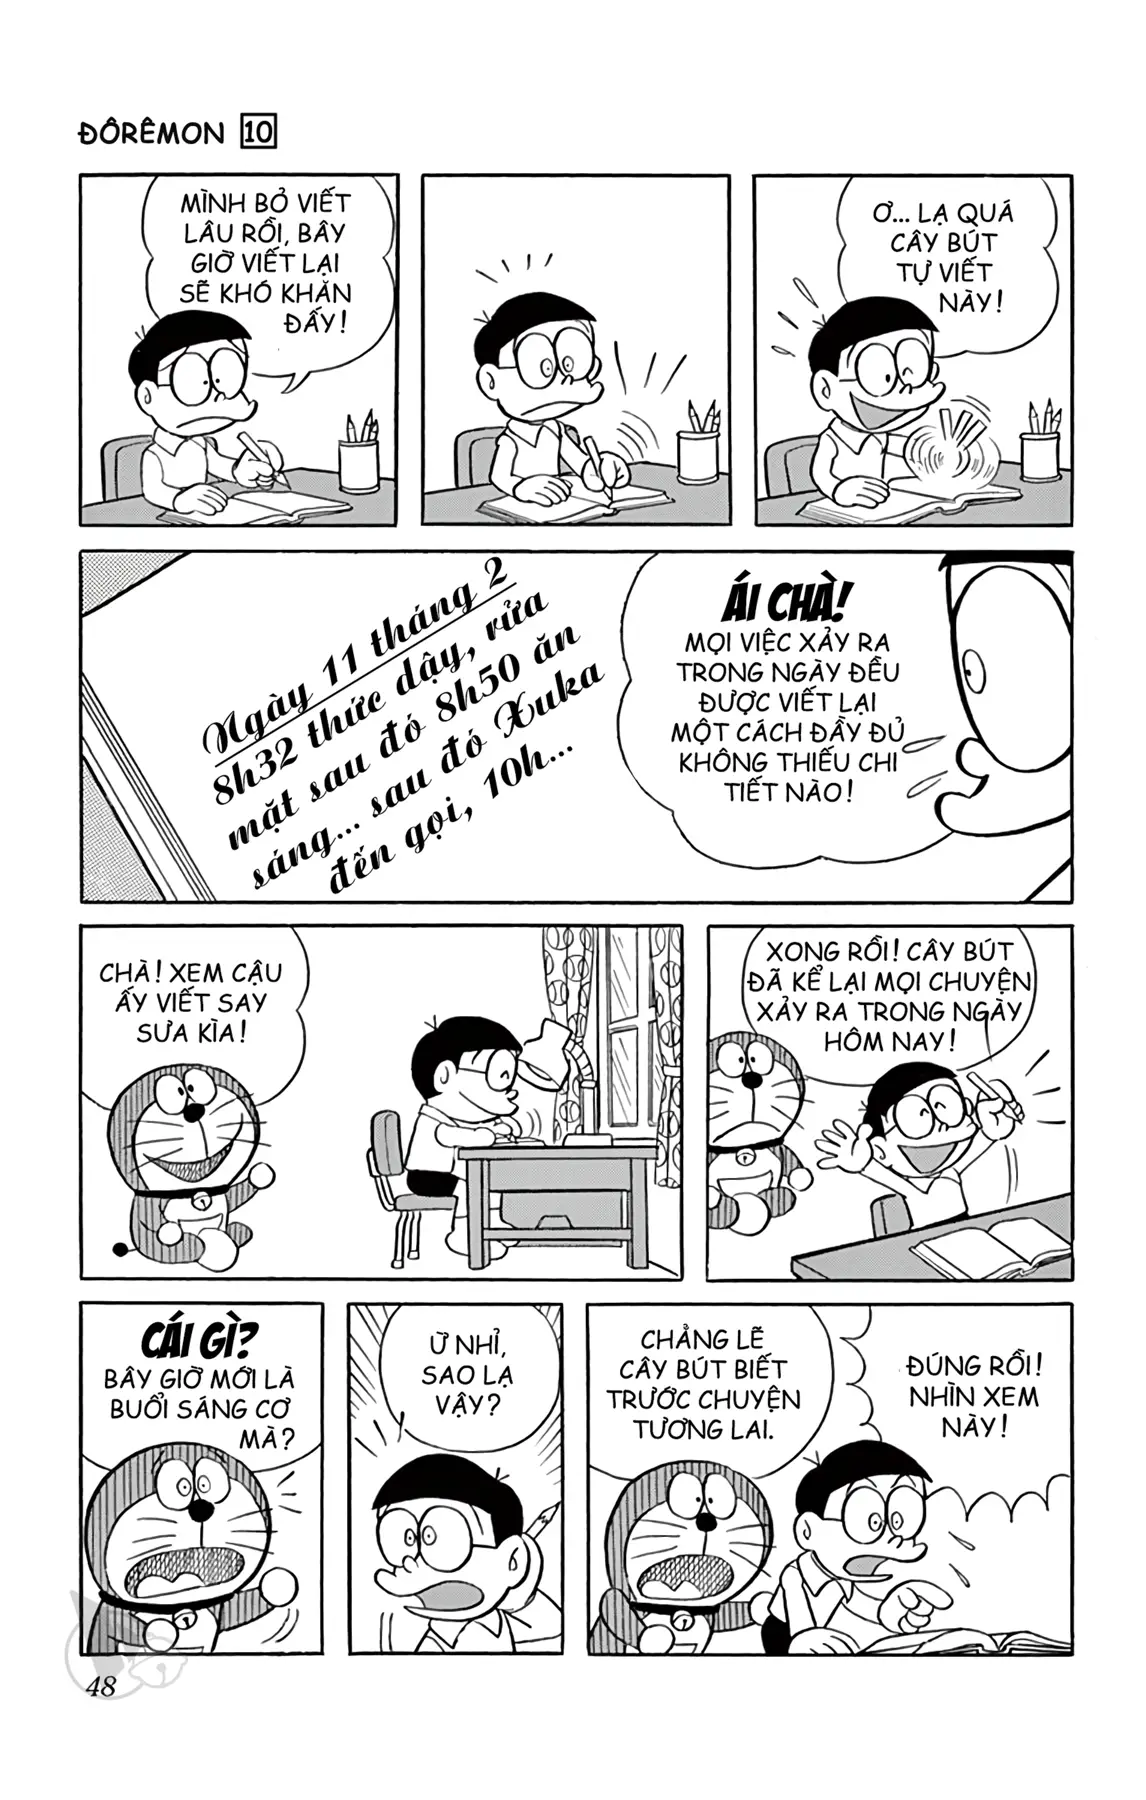 ĐÔRÊMON 10
MÌNH BỎ VIẾT
LÂU RỒI, BÂY
GIỜ VIẾT LẠI
SẼ KHÓ KHĂN
ĐẤY!
Ơ... LẠ QUÁ
CÂY BÚT
TỰ VIẾT
NÀY!
Ngày 11 tháng 2
8h32 thức dậy, rửa
mặt sau đó 8h50 ăn
sáng... sau đó Xuka
đến gọi, 10h...
ÁI CHÀ!
MỌI VIỆC XẢY RA
TRONG NGÀY ĐỀU
ĐƯỢC VIẾT LẠI
MỘT CÁCH ĐẦY ĐỦ
KHÔNG THIẾU CHI
TIẾT NÀO!
CHÀ! XEM CẬU
ẤY VIẾT SAY
SƯA KÌA!
XONG RỒI! CÂY BÚT
ĐÃ KỂ LẠI MỌI CHUYỆN
XẢY RA TRONG NGÀY
HÔM NAY!
CÁI GÌ?
BÂY GIỜ MỚI LÀ
BUỔI SÁNG CƠ
MÀ?
Ừ NHỈ,
SAO LẠ
VẬY?
CHẲNG LẼ
CÂY BÚT BIẾT
TRƯỚC CHUYỆN
TƯƠNG LAI.
ĐÚNG RỒI!
NHÌN XEM
NÀY!
48